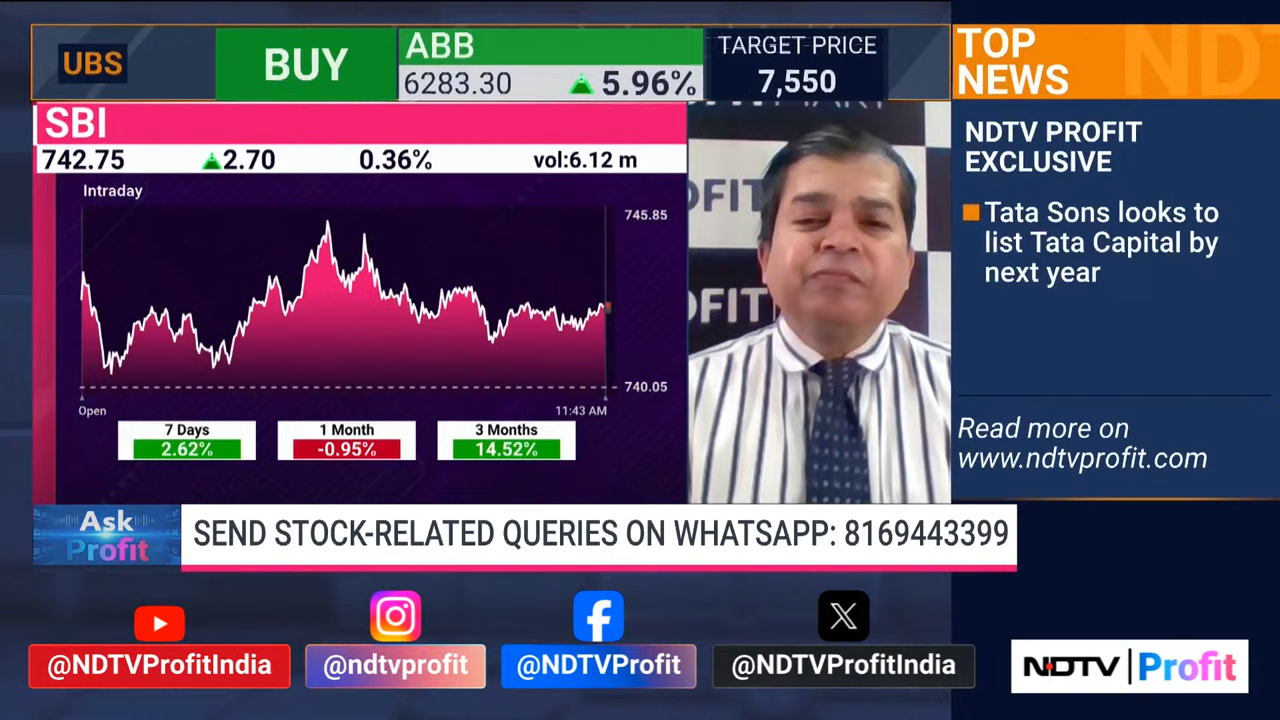 UBS
BUY
ABB
6283.30
5.96%
TARGET PRICE
7,550
TOP
NEWS
ND
SBI
742.75
2.70
0.36%
vol:6.12 m
Intraday
745.85
740.05
Open
11:43 AM
7 Days
2.62%
1 Month
-0.95%
3 Months
14.52%
OFIT
OFIT
NDTV PROFIT
EXCLUSIVE
Tata Sons looks to
list Tata Capital by
next year
Read more on
www.ndtvprofit.com
Ask
Profit
SEND STOCK-RELATED QUERIES ON WHATSAPP: 8169443399
@NDTVProfitIndia
@ndtvprofit
@NDTVProfit
@NDTVProfitIndia
NDTV Profit